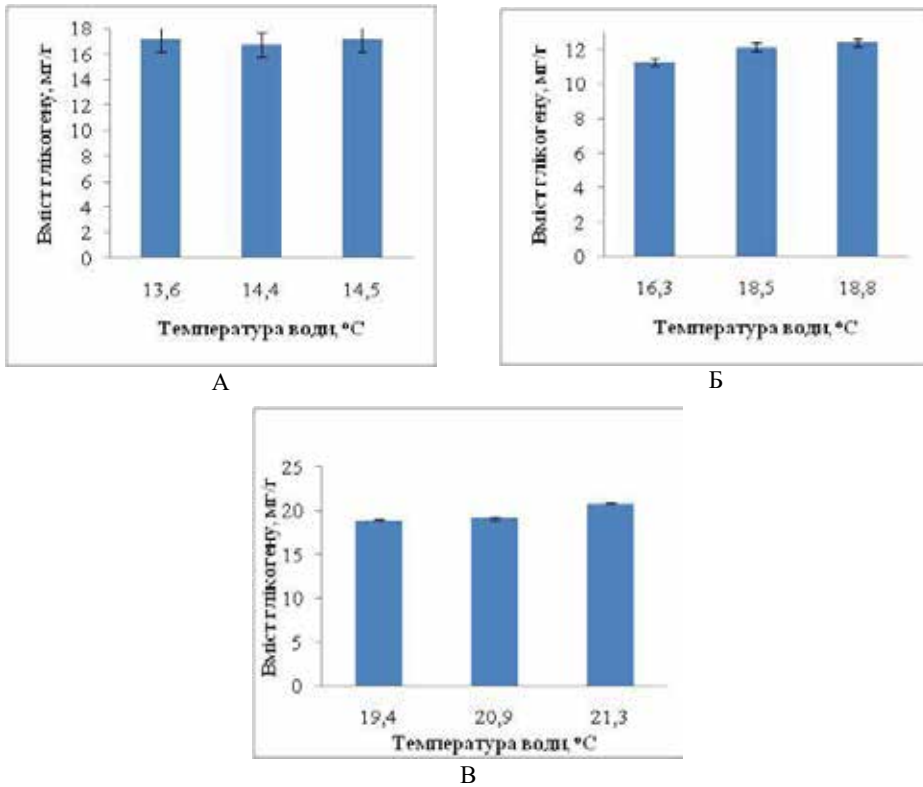 Вміст глікогену, мг/г
18
16
14
12
10
8
6
4
2
0
13,6 14,4 14,5
Температура води, °С
А
Вміст глікогену, мг/г
12
10
8
6
4
2
0
16,3 18,5 18,8
Температура води, °С
Б
Вміст глікогену, мг/г
25
20
15
10
5
0
19,4 20,9 21,3
Температура води, °С
В